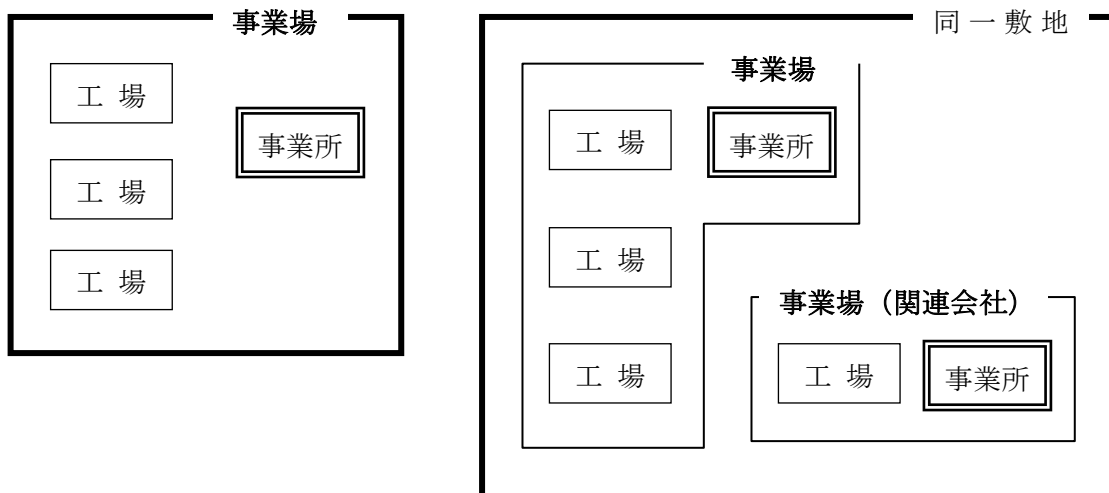 事業場
工 場
事業所
工 場
工 場
同 一 敷 地
事業場
工 場
事業所
工 場
工 場
事業場（関連会社）
工 場
事業所